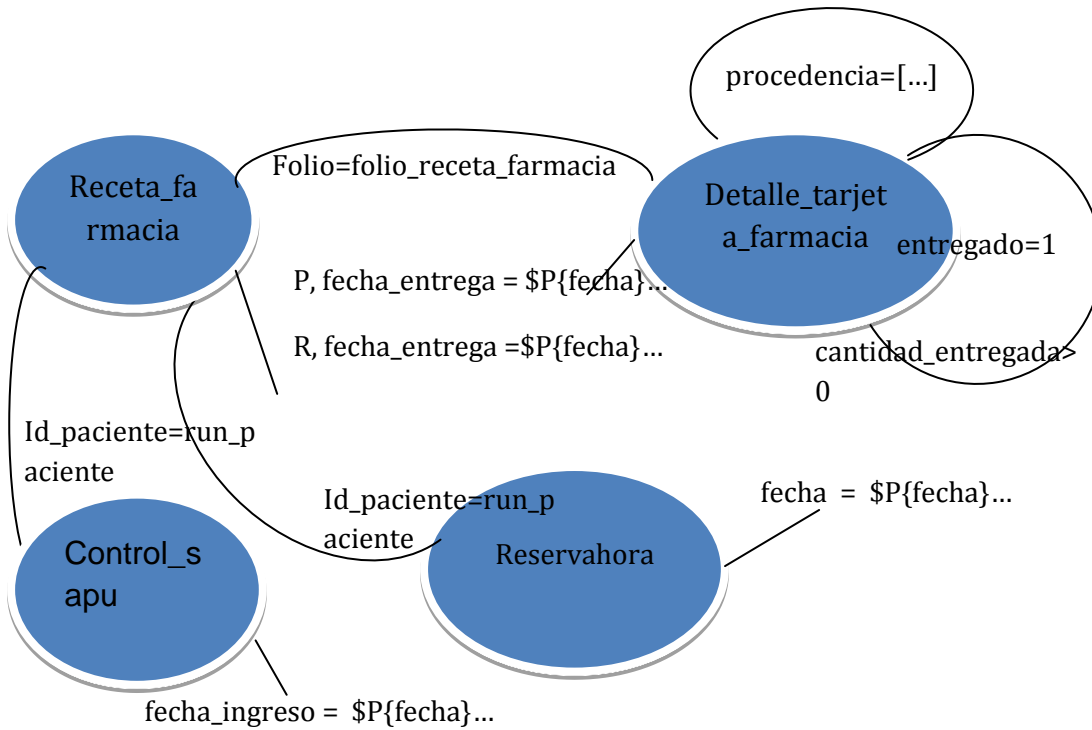 procedencia=[…]
Folio=folio_receta_farmacia
Receta_fa
rmacia
Detalle_tarjet
a_farmacia
entregado=1
P, fecha_entrega = $P{fecha}…
R, fecha_entrega =$P{fecha}…
cantidad_entregada>
0
Id_paciente=run_p
aciente
Id_paciente=run_p
aciente
fecha = $P{fecha}…
Control_s
apu
Reservahora
fecha_ingreso = $P{fecha}…